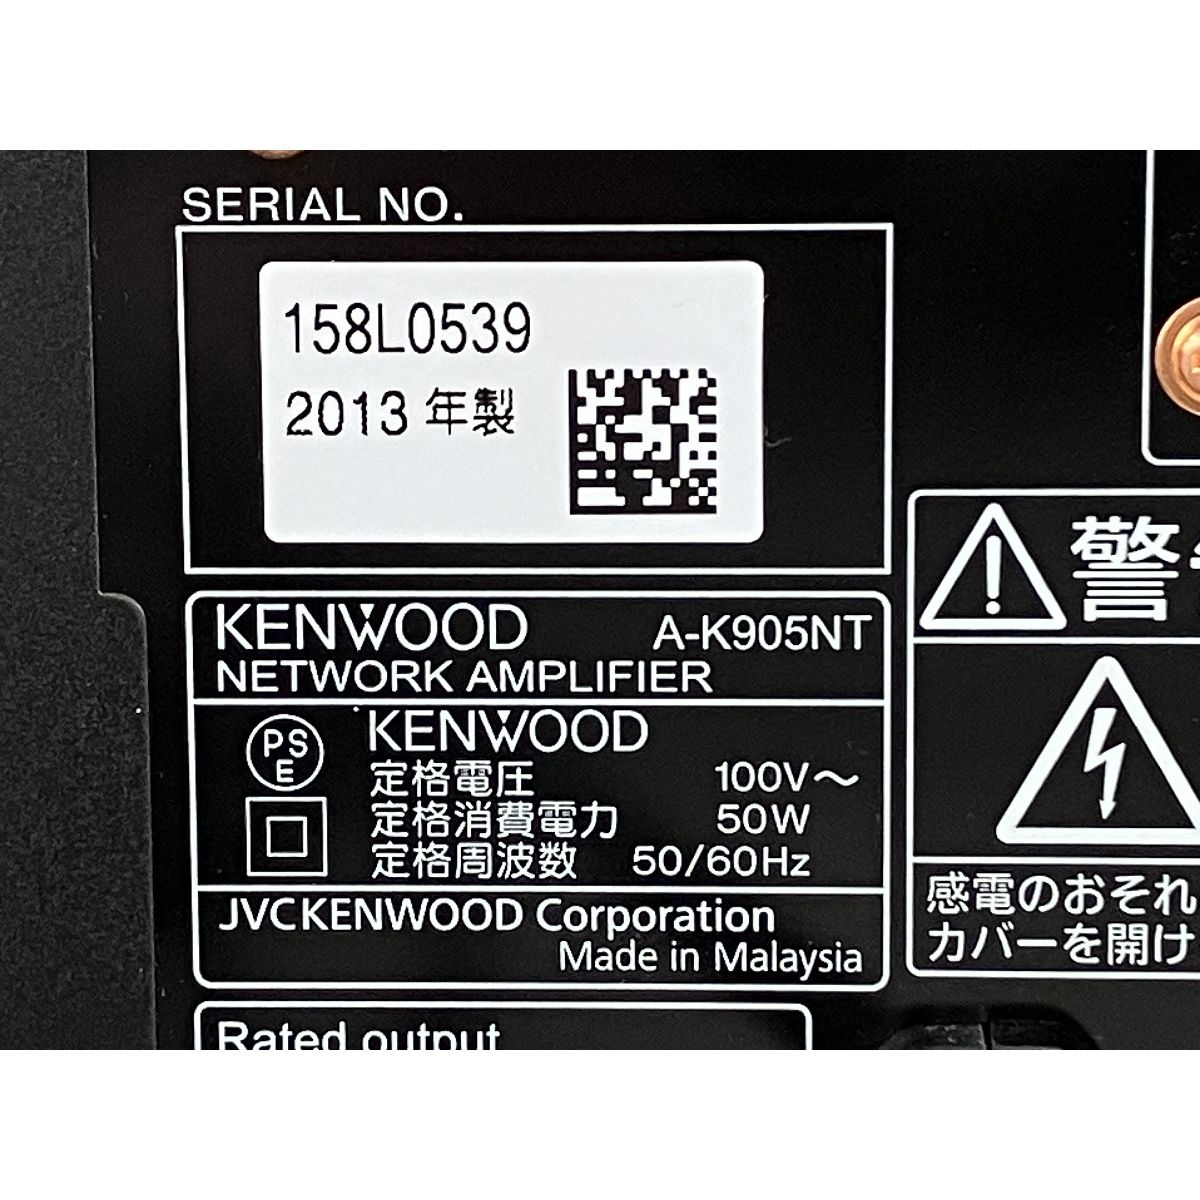 SERIAL NO.
158L0539
2013 年製
KENWOOD A-K905NT
NETWORK AMPLIFIER
PS
E
KENWOOD
定格電圧 100V～
定格消費電力 50W
定格周波数 50/60Hz
JVCKENWOOD Corporation
Made in Malaysia
Rated output
警
感電のおそれ
カバーを開け